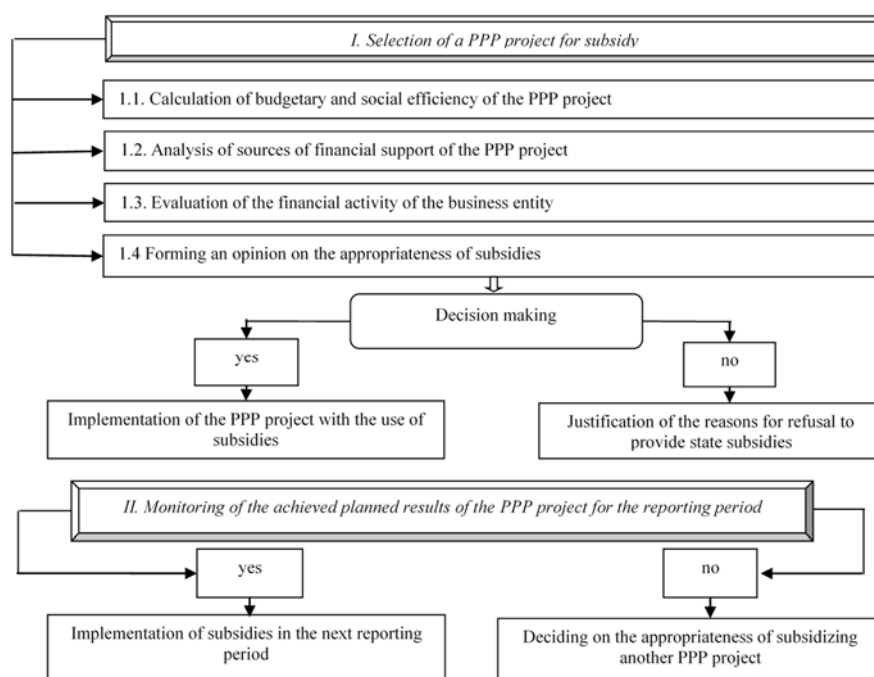 I. Selection of a PPP project for subsidy
1.1. Calculation of budgetary and social efficiency of the PPP project
1.2. Analysis of sources of financial support of the PPP project
1.3. Evaluation of the financial activity of the business entity
1.4 Forming an opinion on the appropriateness of subsidies
Decision making
yes
no
Implementation of the PPP project with the use of
subsidies
Justification of the reasons for refusal to
provide state subsidies
II. Monitoring of the achieved planned results of the PPP project for the reporting period
yes
no
Implementation of subsidies in the next reporting
period
Deciding on the appropriateness of subsidizing
another PPP project